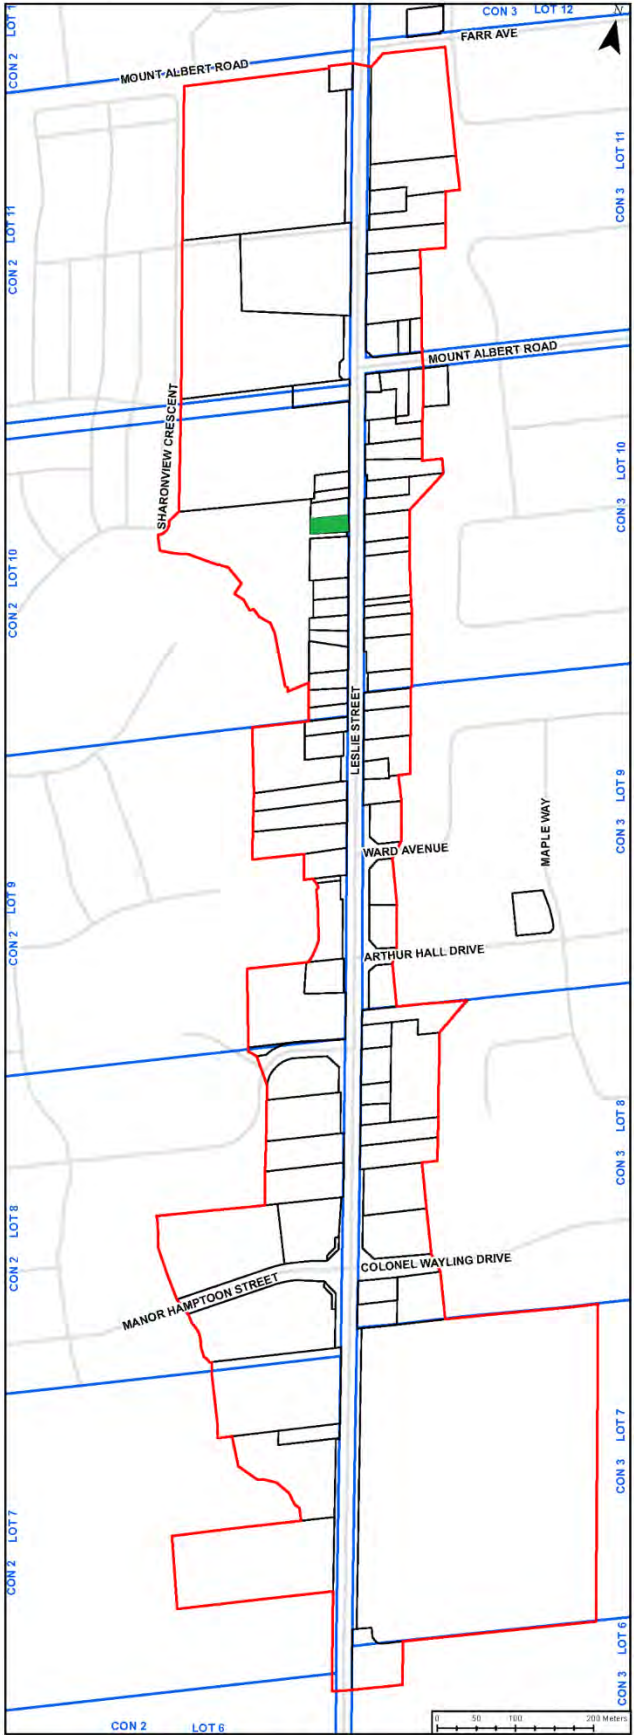 CON 3 LOT 12
N
CON 2 LOT 1
FARR AVE
MOUNT ALBERT ROAD
CON 3 LOT 11
CON 2 LOT 11
MOUNT ALBERT ROAD
SHARONVIEW CRESCENT
CON 3 LOT 10
CON 2 LOT 10
LESLIE STREET
CON 3 LOT 9
MAPLE WAY
WARD AVENUE
CON 2 LOT 9
ARTHUR HALL DRIVE
CON 3 LOT 8
CON 2 LOT 8
COLONEL WAYLING DRIVE
MANOR HAMPTOON STREET
CON 3 LOT 7
CON 2 LOT 7
CON 3 LOT 6
CON 2 LOT 6
0 50 100 200 Meters